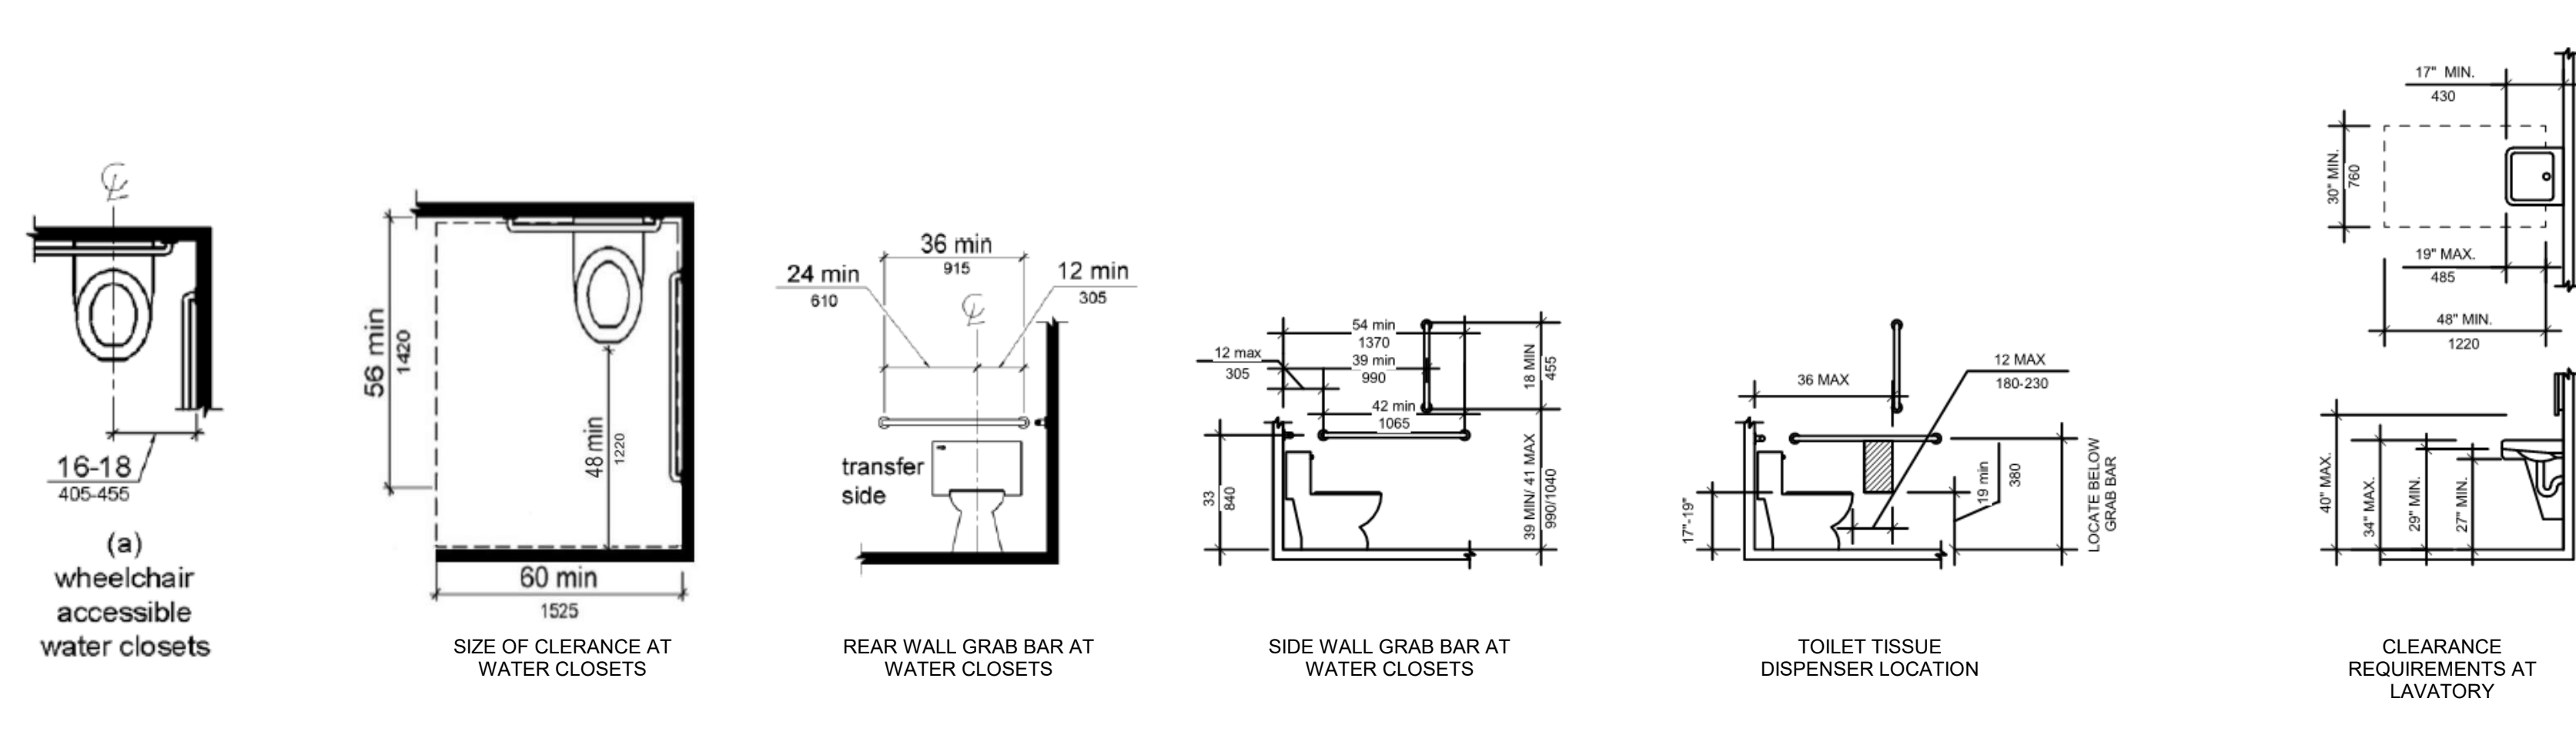 CL
16-18
405-455
(a)
wheelchair
accessible
water closets
56 min
1420
48 min
1220
60 min
1525
SIZE OF CLERANCE AT
WATER CLOSETS
36 min
915
24 min
610
12 min
305
CL
transfer
side
REAR WALL GRAB BAR AT
WATER CLOSETS
54 min
1370
12 max
305
39 min
990
42 min
1065
18 MIN
455
33
840
39 MIN/ 41 MAX
990/1040
SIDE WALL GRAB BAR AT
WATER CLOSETS
36 MAX
12 MAX
180-230
17"-19"
19 min
380
LOCATE BELOW
GRAB BAR
TOILET TISSUE
DISPENSER LOCATION
17" MIN.
430
30" MIN.
760
19" MAX.
485
48" MIN.
1220
40" MAX.
34" MAX.
29" MIN.
27" MIN.
CLEARANCE
REQUIREMENTS AT
LAVATORY